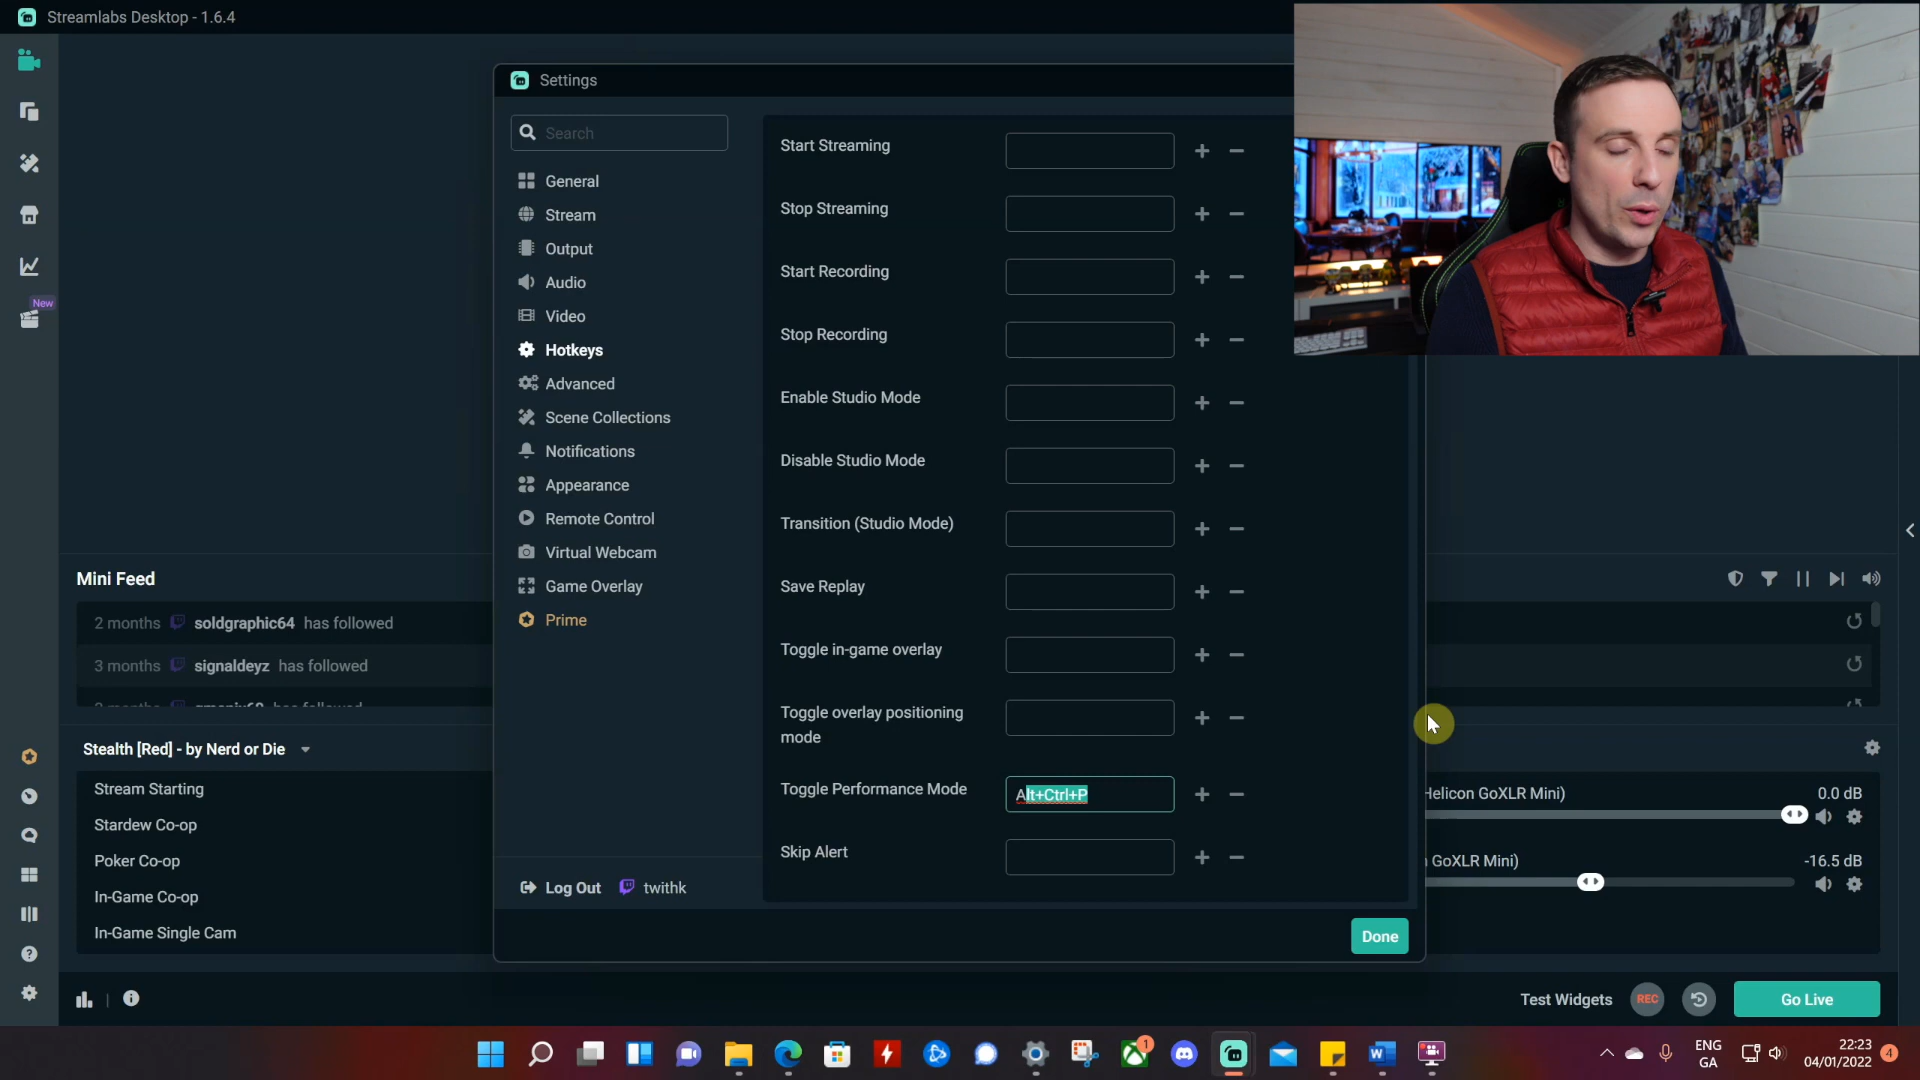 Streamlabs Desktop - 1.6.4
Settings
Search
General
Stream
Output
Audio
Video
Hotkeys
Advanced
Scene Collections
Notifications
Appearance
Remote Control
Virtual Webcam
Game Overlay
Prime
Log Out
twithk
Start Streaming
Stop Streaming
Start Recording
Stop Recording
Enable Studio Mode
Disable Studio Mode
Transition (Studio Mode)
Save Replay
Toggle in-game overlay
Toggle overlay positioning
mode
Toggle Performance Mode
Alt+Ctrl+P
Skip Alert
Done
New
Mini Feed
2 months soldgraphic64 has followed
3 months signaldeyz has followed
has followed
Stealth [Red] - by Nerd or Die
Stream Starting
Stardew Co-op
Poker Co-op
In-Game Co-op
In-Game Single Cam
Helicon GoXLR Mini) 0.0 dB
GoXLR Mini) -16.5 dB
Test Widgets
REC
Go Live
1
ENG
GA
22:23
04/01/2022
4